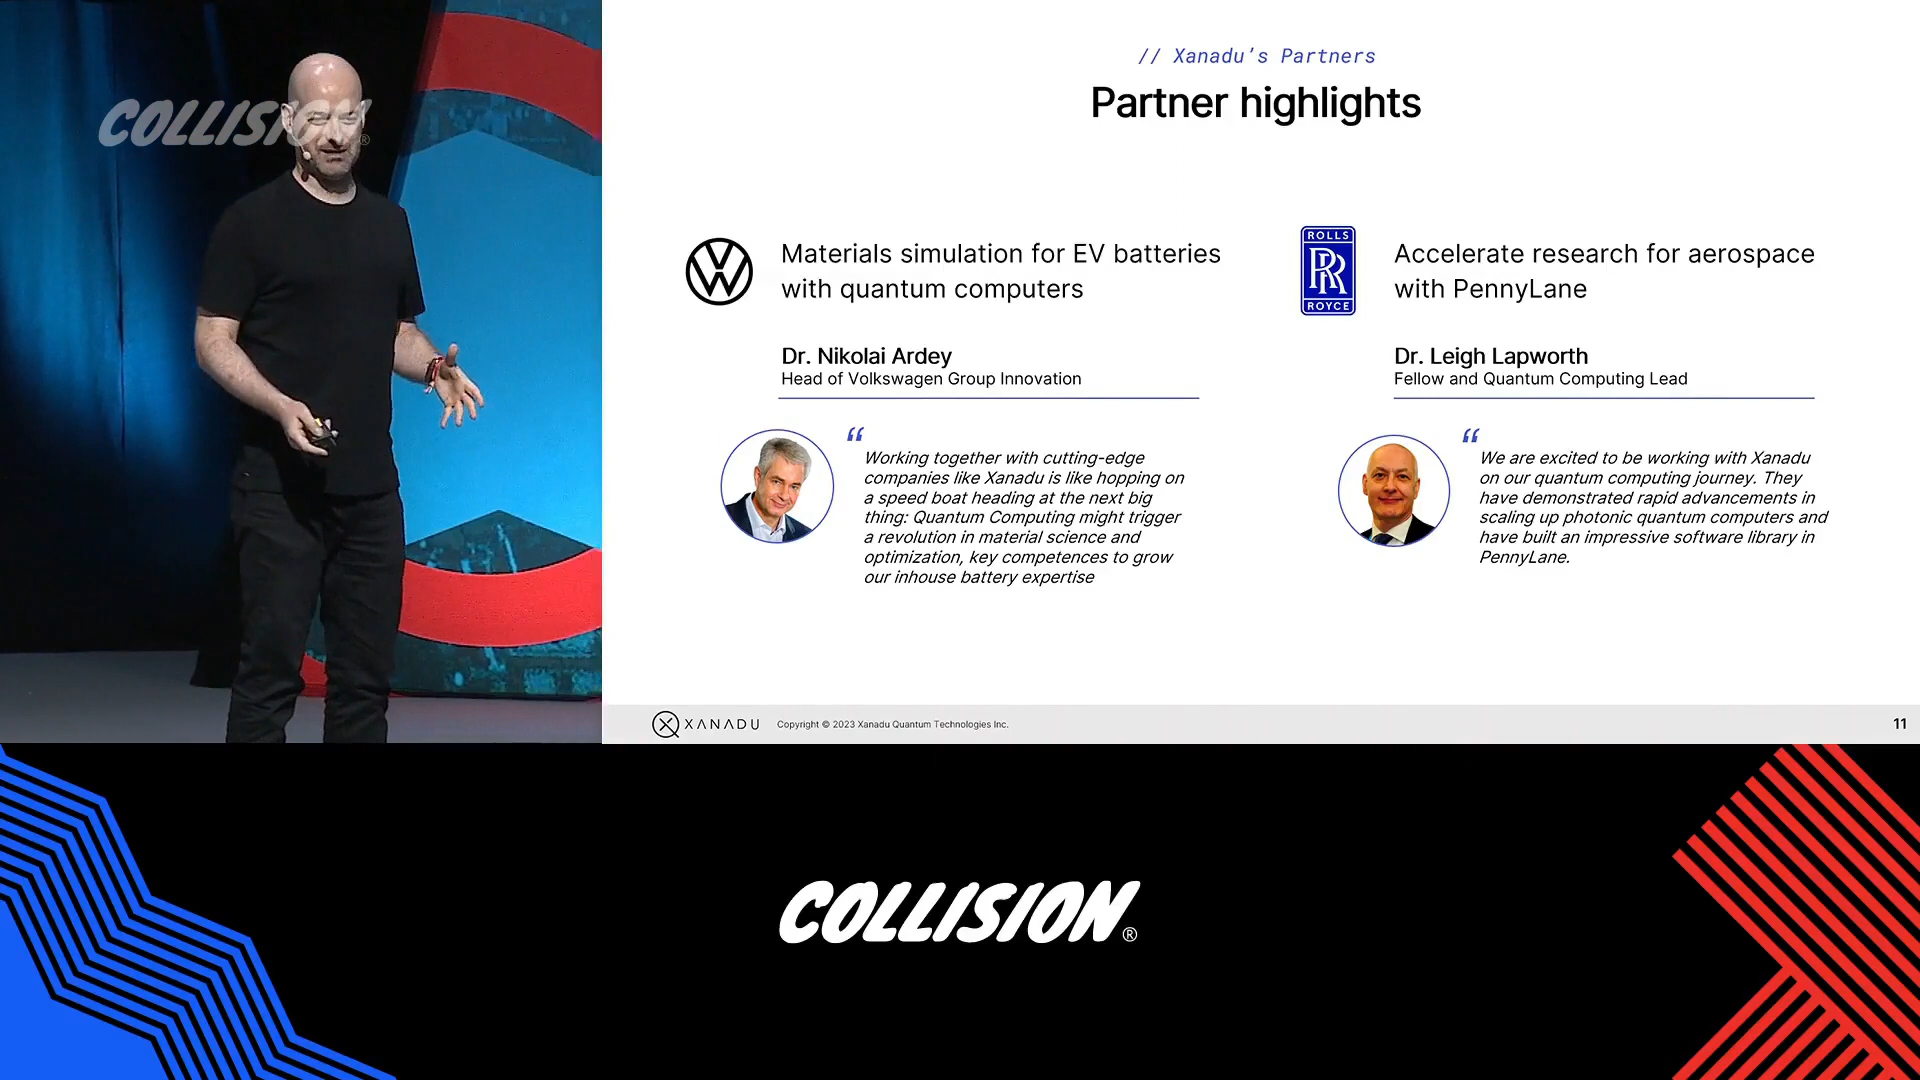 COLLISION
®
// Xanadu's Partners
Partner highlights
Materials simulation for EV batteries
with quantum computers
Dr. Nikolai Ardey
Head of Volkswagen Group Innovation
“
Working together with cutting-edge
companies like Xanadu is like hopping on
a speed boat heading at the next big
thing: Quantum Computing might trigger
a revolution in material science and
optimization, key competences to grow
our inhouse battery expertise
ROLLS
RR
ROYCE
Accelerate research for aerospace
with PennyLane
Dr. Leigh Lapworth
Fellow and Quantum Computing Lead
“
We are excited to be working with Xanadu
on our quantum computing journey. They
have demonstrated rapid advancements in
scaling up photonic quantum computers and
have built an impressive software library in
PennyLane.
XANADU Copyright © 2023 Xanadu Quantum Technologies Inc. 11
COLLISION®